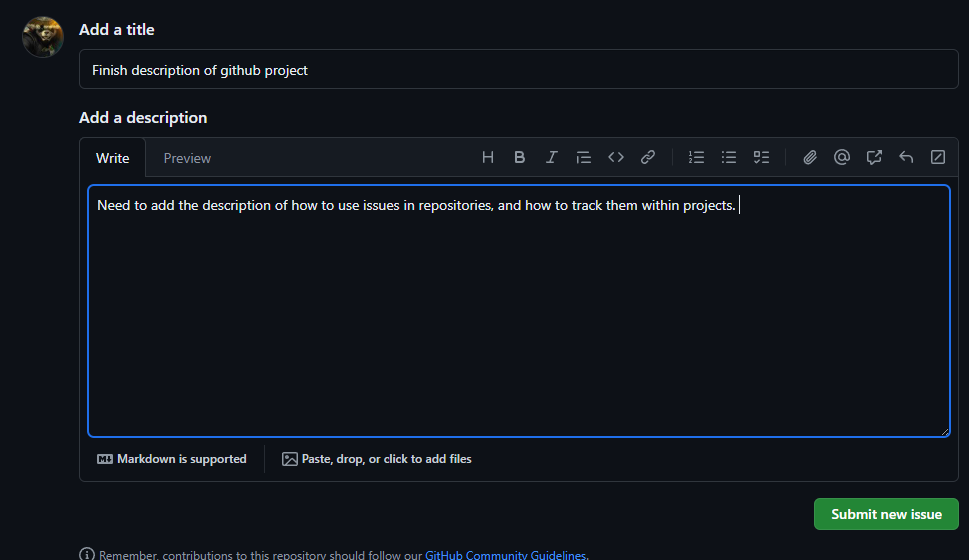 Add a title
Finish description of github project
Add a description
Write Preview
Need to add the description of how to use issues in repositories, and how to track them within projects.
Markdown is supported Paste, drop, or click to add files
Submit new issue
Remember, contributions to this repository should follow our GitHub Community Guidelines.